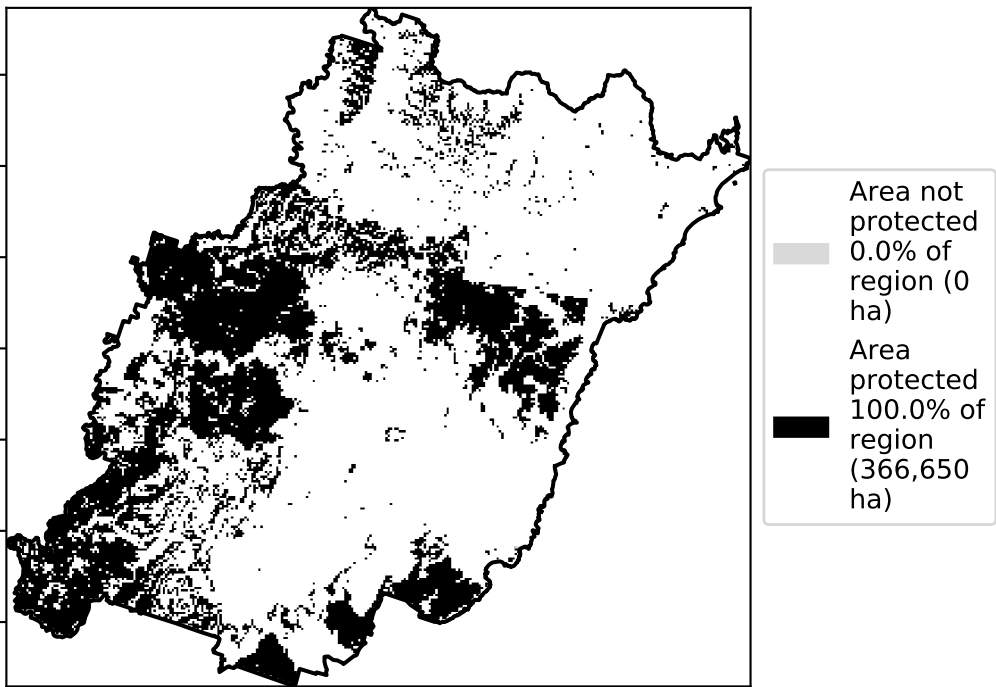 Area not
protected
0.0% of
region (0
ha)
Area
protected
100.0% of
region
(366,650
ha)